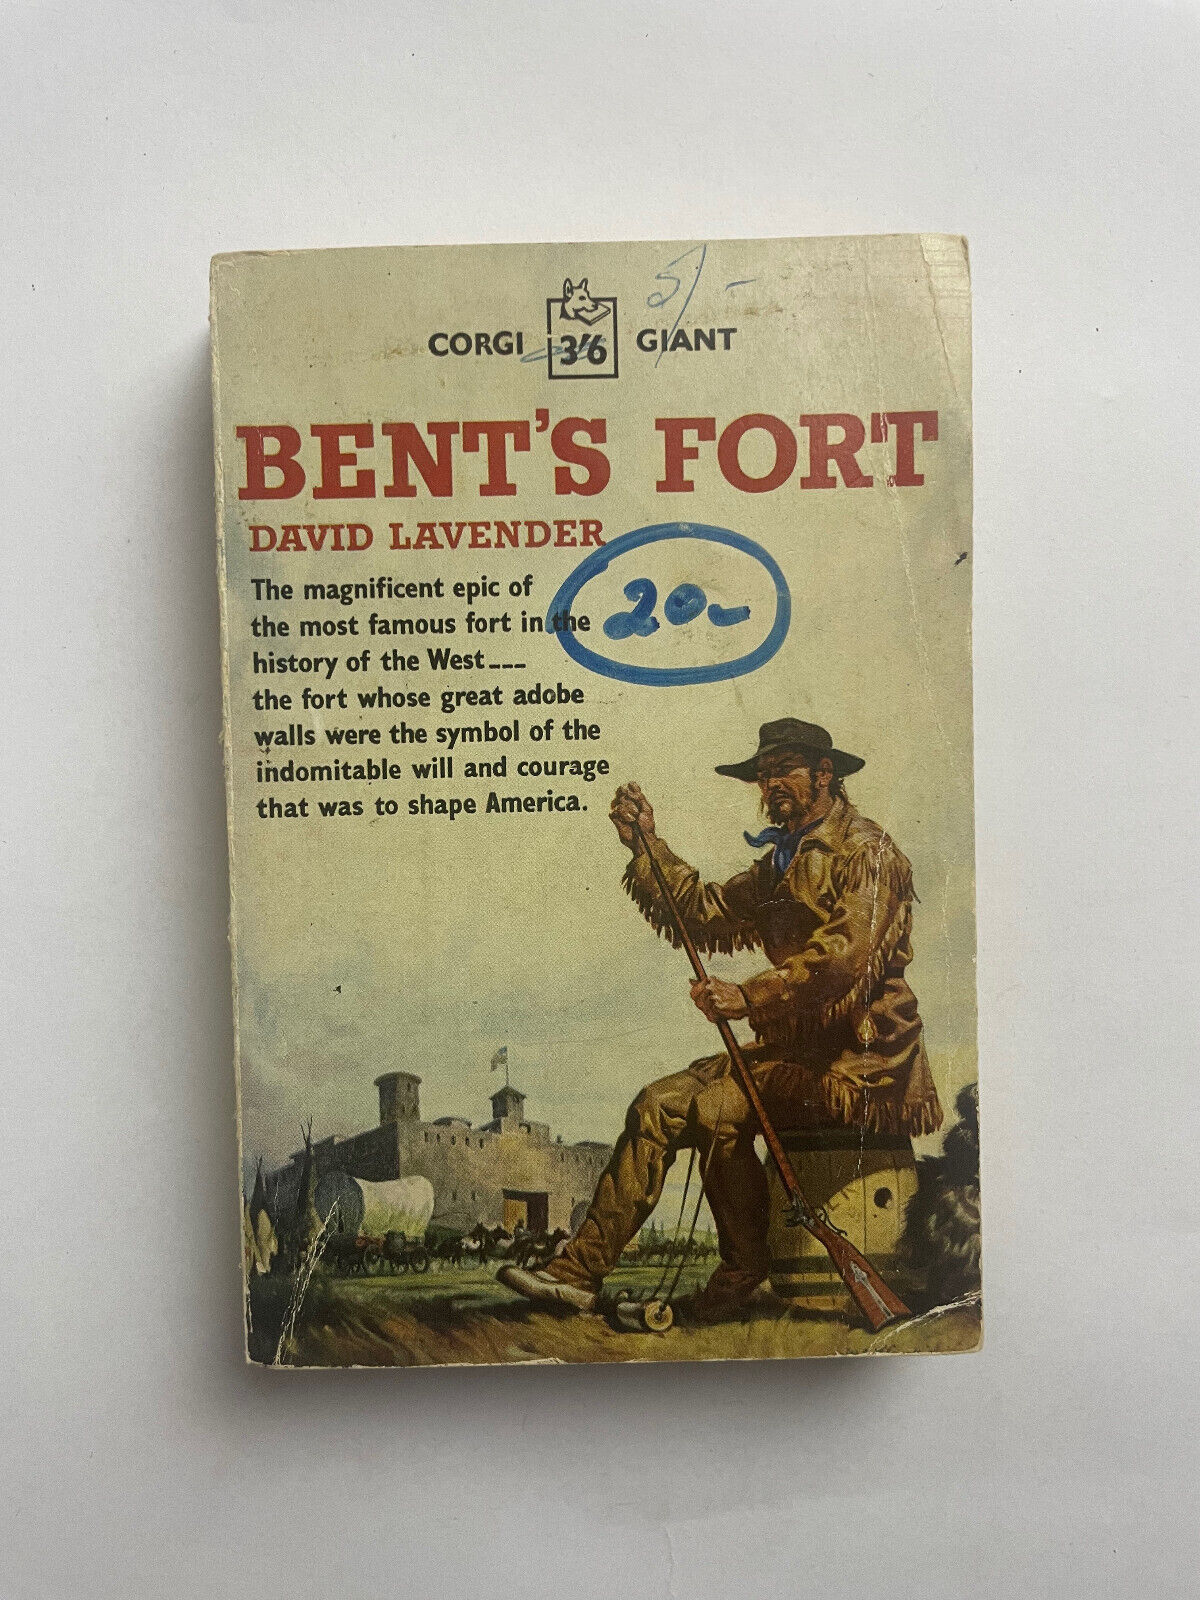 5/-
CORGI 3'6 GIANT
BENT'S FORT
DAVID LAVENDER
20-
The magnificent epic of
the most famous fort in the
history of the West---
the fort whose great adobe
walls were the symbol of the
indomitable will and courage
that was to shape America.